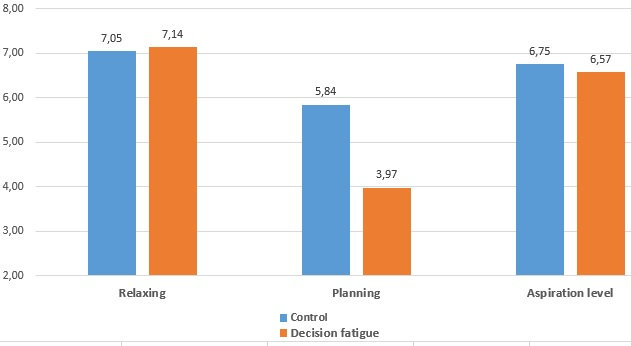 8,00
7,00
6,00
5,00
4,00
3,00
2,00
7,05
7,14
5,84
3,97
6,75
6,57
Relaxing
Planning
Aspiration level
Control
Decision fatigue